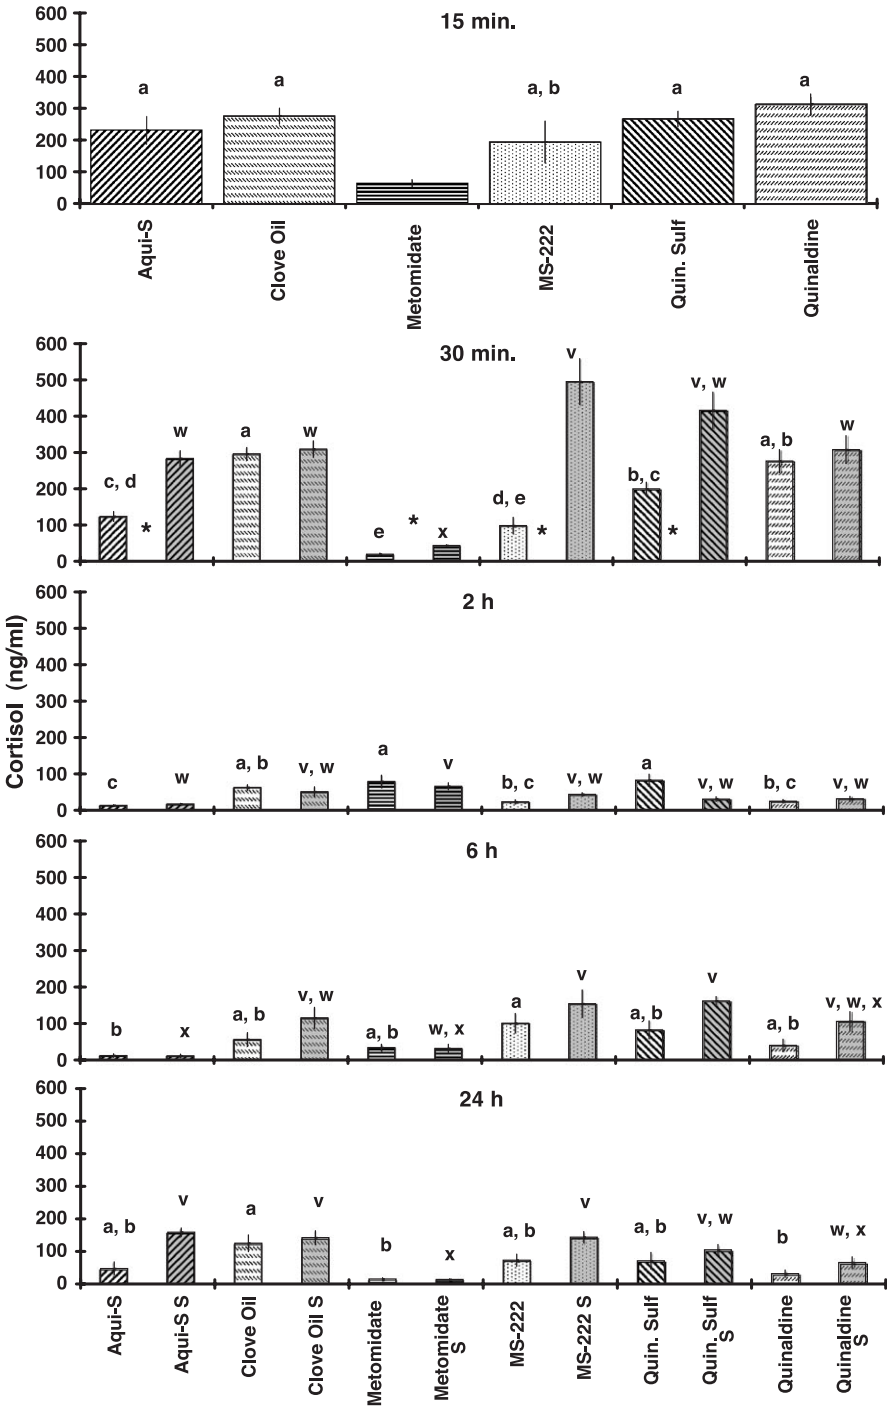 15 min.
600
500
400
300
200
100
0
a
a
a, b
a
a
Aqui-S
Clove Oil
Metomidate
MS-222
Quin. Sulf
Quinaldine
30 min.
600
500
400
300
200
100
0
c, d
*
w
a
w
e
*
x
d, e
*
v
b, c
*
v, w
a, b
w
Cortisol (ng/ml)
2 h
600
500
400
300
200
100
0
c
w
a, b
v, w
a
v
b, c
v, w
a
v, w
b, c
v, w
6 h
600
500
400
300
200
100
0
b
x
a, b
v, w
a, b
w, x
a
v
a, b
v
a, b
v, w, x
24 h
600
500
400
300
200
100
0
a, b
v
a
v
b
x
a, b
v
a, b
v, w
b
w, x
Aqui-S
Aqui-S S
Clove Oil
Clove Oil S
Metomidate
Metomidate
S
MS-222
MS-222 S
Quin. Sulf
Quin. Sulf
S
Quinaldine
Quinaldine
S